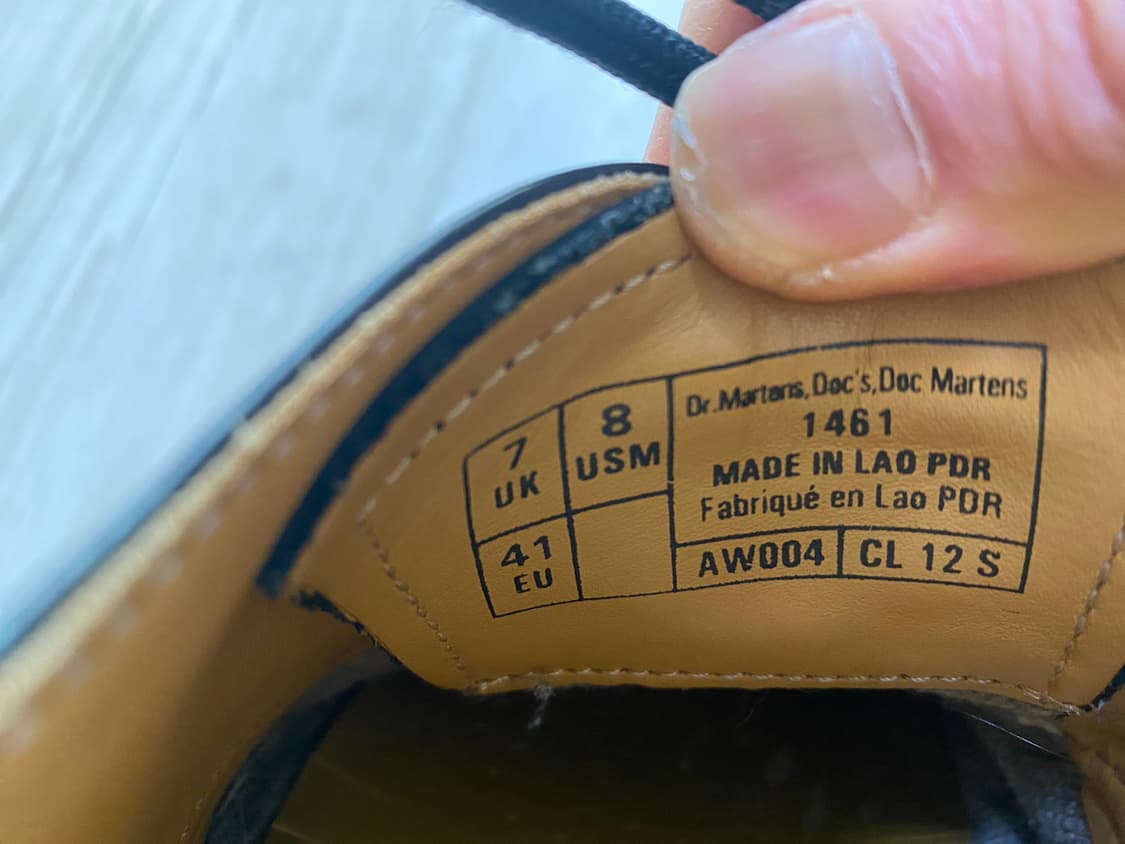 7
UK
8
USM
41
EU
Dr.Martens,Doc's,Doc Martens
1461
MADE IN LAO PDR
Fabriqué en Lao PDR
AW004
CL 12 S